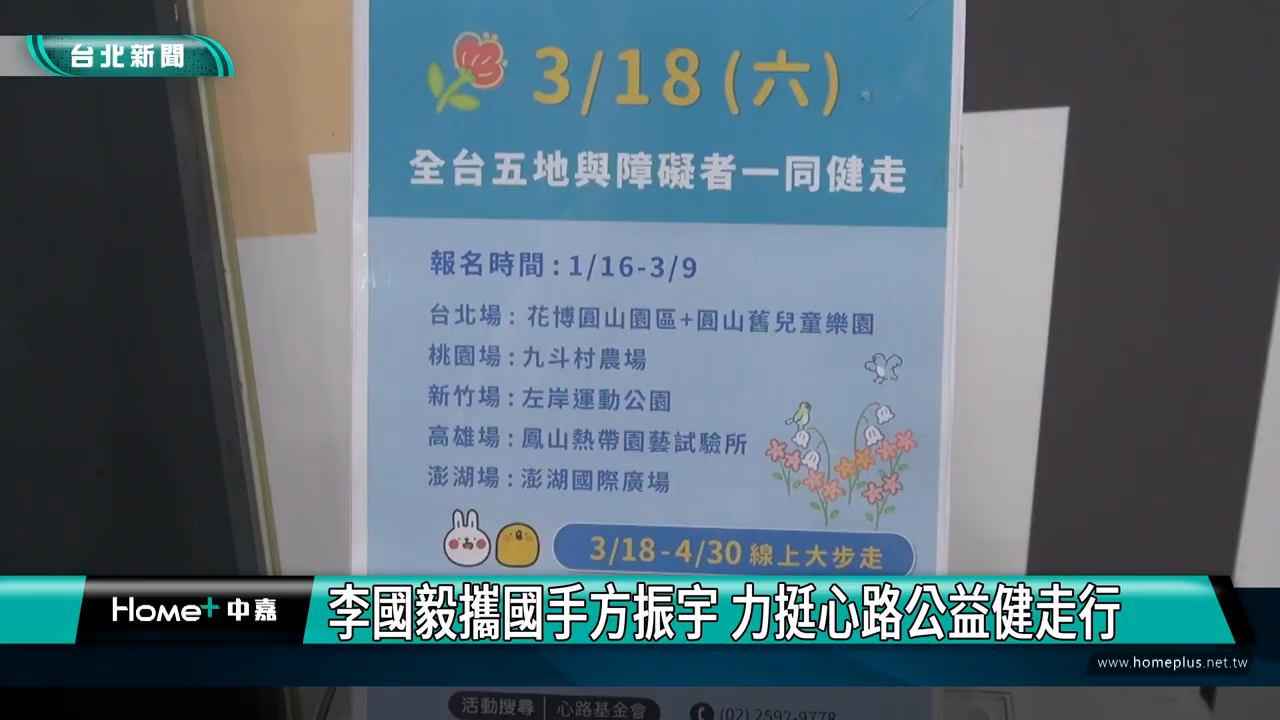 台北新聞
3/18(六)
全台五地與障礙者一同健走
報名時間:1/16-3/9
台北場:花博圓山園區+圓山舊兒童樂園
桃園場:九斗村農場
新竹場:左岸運動公園
高雄場:鳳山熱帶園藝試驗所
澎湖場:澎湖國際廣場
3/18-4/30線上大步走
Home+中嘉
李國毅攜國手方振宇 力挺心路公益健走行
www.homeplus.net.tw
活動搜尋 | 心路基金會
(02) 2592-9778